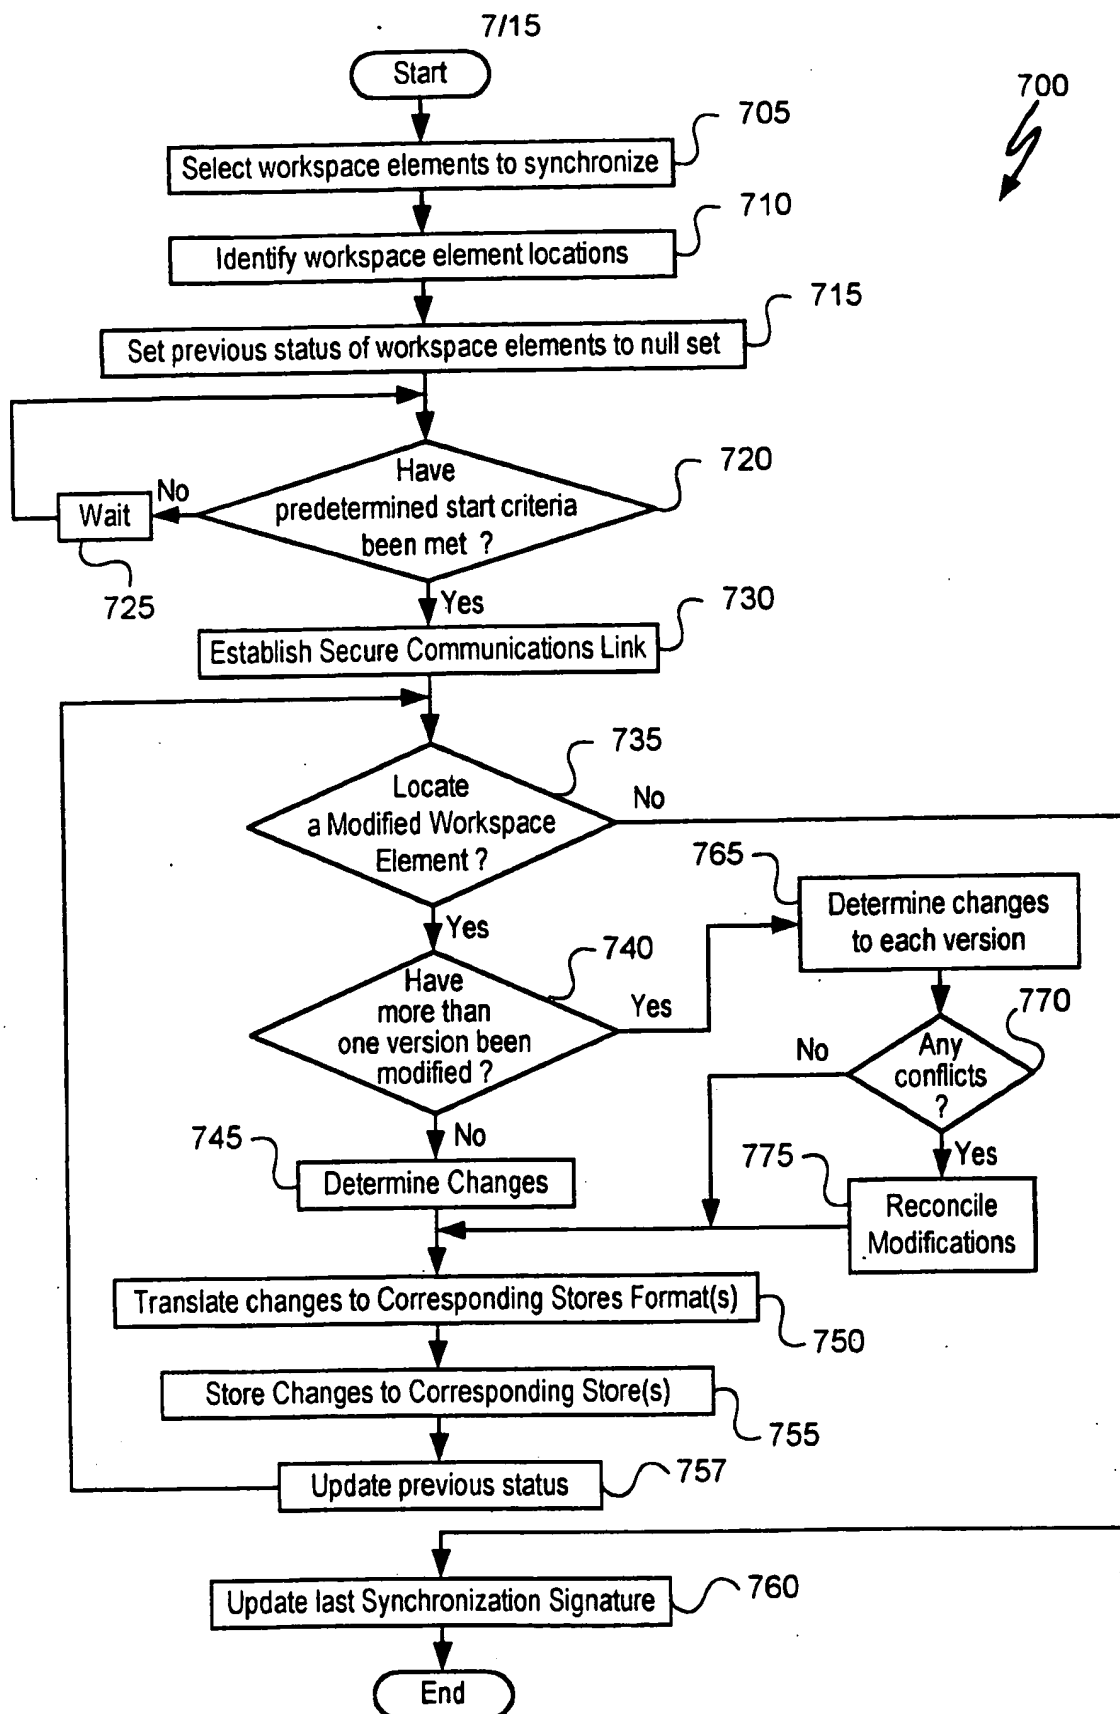 7/15
Start
700
705
Select workspace elements to synchronize
710
Identify workspace element locations
715
Set previous status of workspace elements to null set
720
Have
predetermined start criteria
been met ?
No
Wait
725
Yes
730
Establish Secure Communications Link
735
Locate
a Modified Workspace
Element ?
No
Yes
765
Determine changes
to each version
740
Have
more than
one version been
modified ?
Yes
770
Any
conflicts
?
No
Yes
745
No
Determine Changes
775
Reconcile
Modifications
Translate changes to Corresponding Stores Format(s)
750
Store Changes to Corresponding Store(s)
755
Update previous status
757
Update last Synchronization Signature
760
End